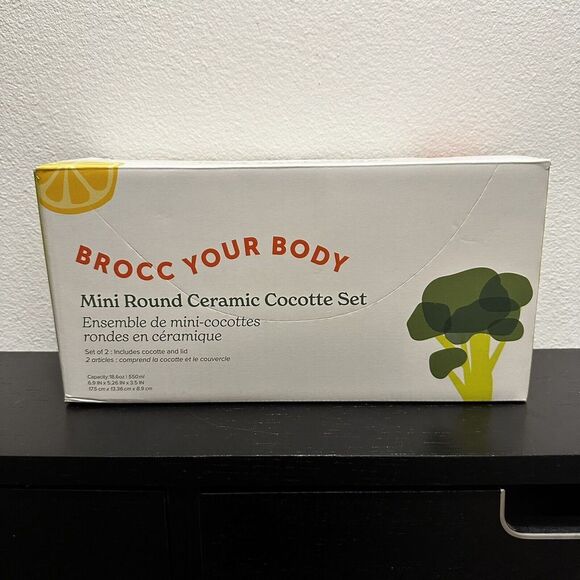 BROCC YOUR BODY
Mini Round Ceramic Cocotte Set
Ensemble de mini-cocottes
rondes en céramique
Set of 2 : Includes cocotte and lid
2 articles : comprend la cocotte et le couvercle
Capacity: 18.6oz | 550ml
6.9 IN x 5.26 IN x 3.5 IN
17.5 cm x 13.36 cm x 8.9 cm